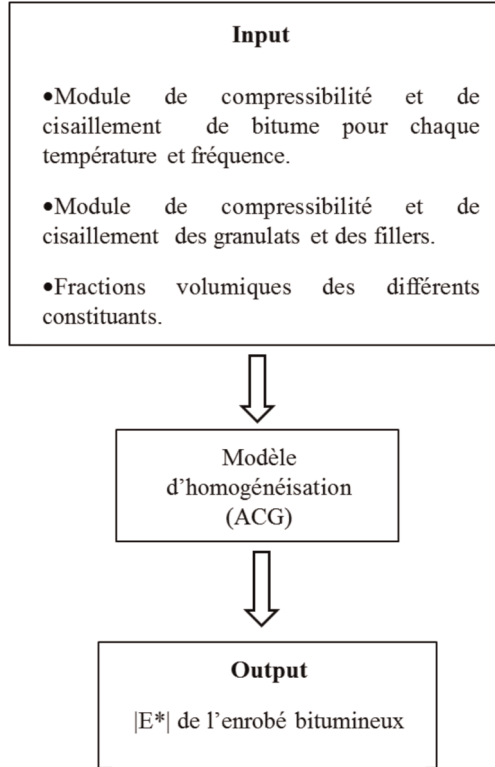 Input
•Module de compressibilité et de
cisaillement de bitume pour chaque
température et fréquence.
•Module de compressibilité et de
cisaillement des granulats et des fillers.
•Fractions volumiques des différents
constituants.
Modèle
d’homogénéisation
(ACG)
Output
|E*| de l’enrobé bitumineux